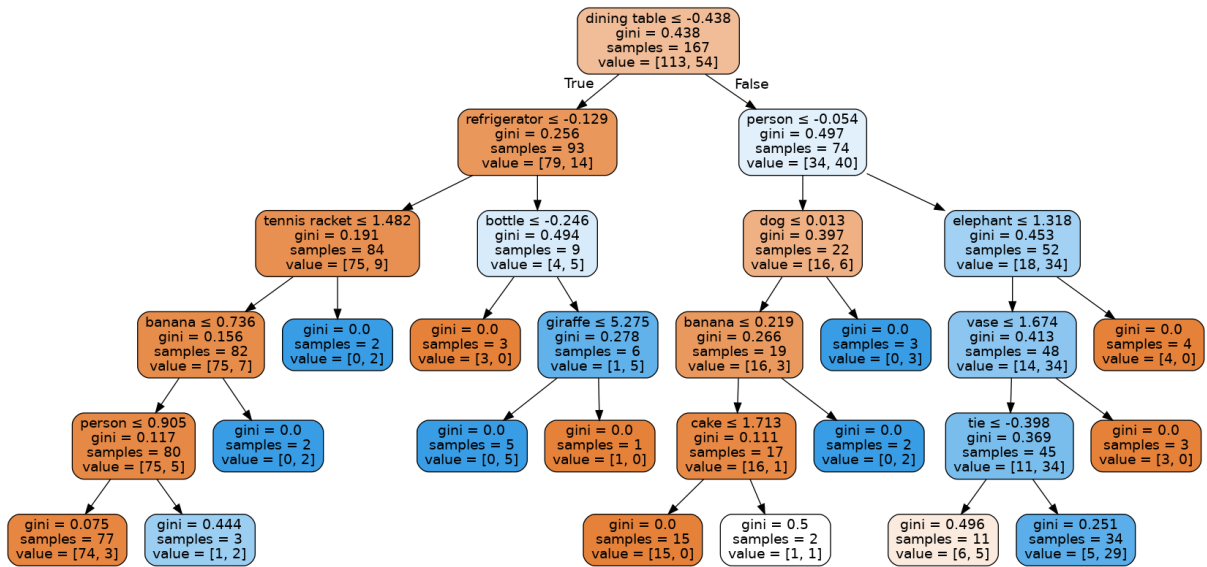 dining table ≤ -0.438
gini = 0.438
samples = 167
value = [113, 54]
True
False
refrigerator ≤ -0.129
gini = 0.256
samples = 93
value = [79, 14]
person ≤ -0.054
gini = 0.497
samples = 74
value = [34, 40]
tennis racket ≤ 1.482
gini = 0.191
samples = 84
value = [75, 9]
bottle ≤ -0.246
gini = 0.494
samples = 9
value = [4, 5]
dog ≤ 0.013
gini = 0.397
samples = 22
value = [16, 6]
elephant ≤ 1.318
gini = 0.453
samples = 52
value = [18, 34]
banana ≤ 0.736
gini = 0.156
samples = 82
value = [75, 7]
gini = 0.0
samples = 2
value = [0, 2]
gini = 0.0
samples = 3
value = [3, 0]
giraffe ≤ 5.275
gini = 0.278
samples = 6
value = [1, 5]
banana ≤ 0.219
gini = 0.266
samples = 19
value = [16, 3]
gini = 0.0
samples = 3
value = [0, 3]
vase ≤ 1.674
gini = 0.413
samples = 48
value = [14, 34]
gini = 0.0
samples = 4
value = [4, 0]
person ≤ 0.905
gini = 0.117
samples = 80
value = [75, 5]
gini = 0.0
samples = 2
value = [0, 2]
gini = 0.0
samples = 5
value = [0, 5]
gini = 0.0
samples = 1
value = [1, 0]
cake ≤ 1.713
gini = 0.111
samples = 17
value = [16, 1]
gini = 0.0
samples = 2
value = [0, 2]
tie ≤ -0.398
gini = 0.369
samples = 45
value = [11, 34]
gini = 0.0
samples = 3
value = [3, 0]
gini = 0.075
samples = 77
value = [74, 3]
gini = 0.444
samples = 3
value = [1, 2]
gini = 0.0
samples = 15
value = [15, 0]
gini = 0.5
samples = 2
value = [1, 1]
gini = 0.496
samples = 11
value = [6, 5]
gini = 0.251
samples = 34
value = [5, 29]